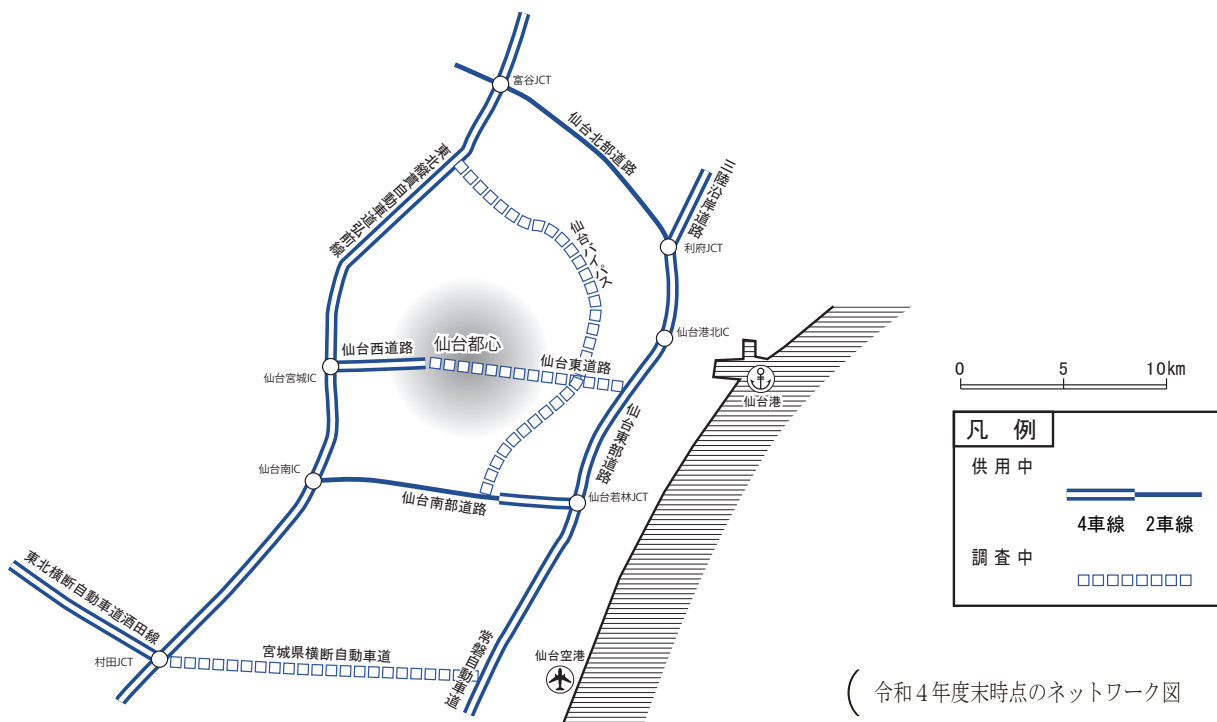 富谷JCT
仙台北部道路
東北縦貫自動車道弘前線
三陸沿岸道路
仙台バイパス
利府JCT
仙台港北IC
仙台西道路
仙台都心
仙台東道路
仙台宮城IC
仙台港
仙台東部道路
仙台南IC
仙台南部道路
仙台若林JCT
東北横断自動車道酒田線
村田JCT
宮城県横断自動車道
常磐自動車道
仙台空港
0 5 10km
凡 例
供用中
4車線 2車線
調査中
( 令和4年度末時点のネットワーク図